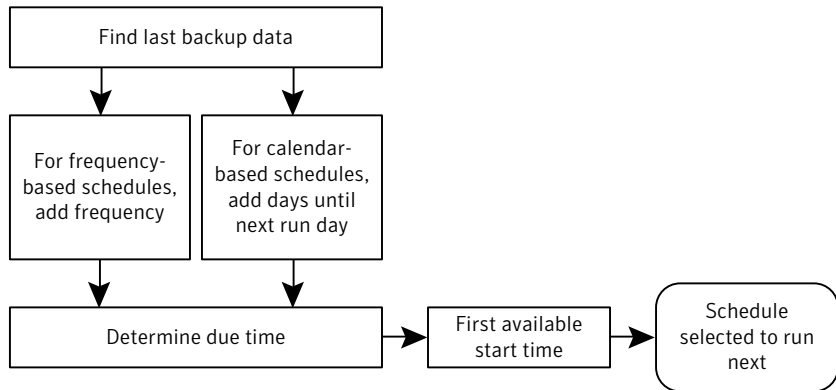 Find last backup data
For frequency-
based schedules,
add frequency
For calendar-
based schedules,
add days until
next run day
Determine due time
First available
start time
Schedule
selected to run
next